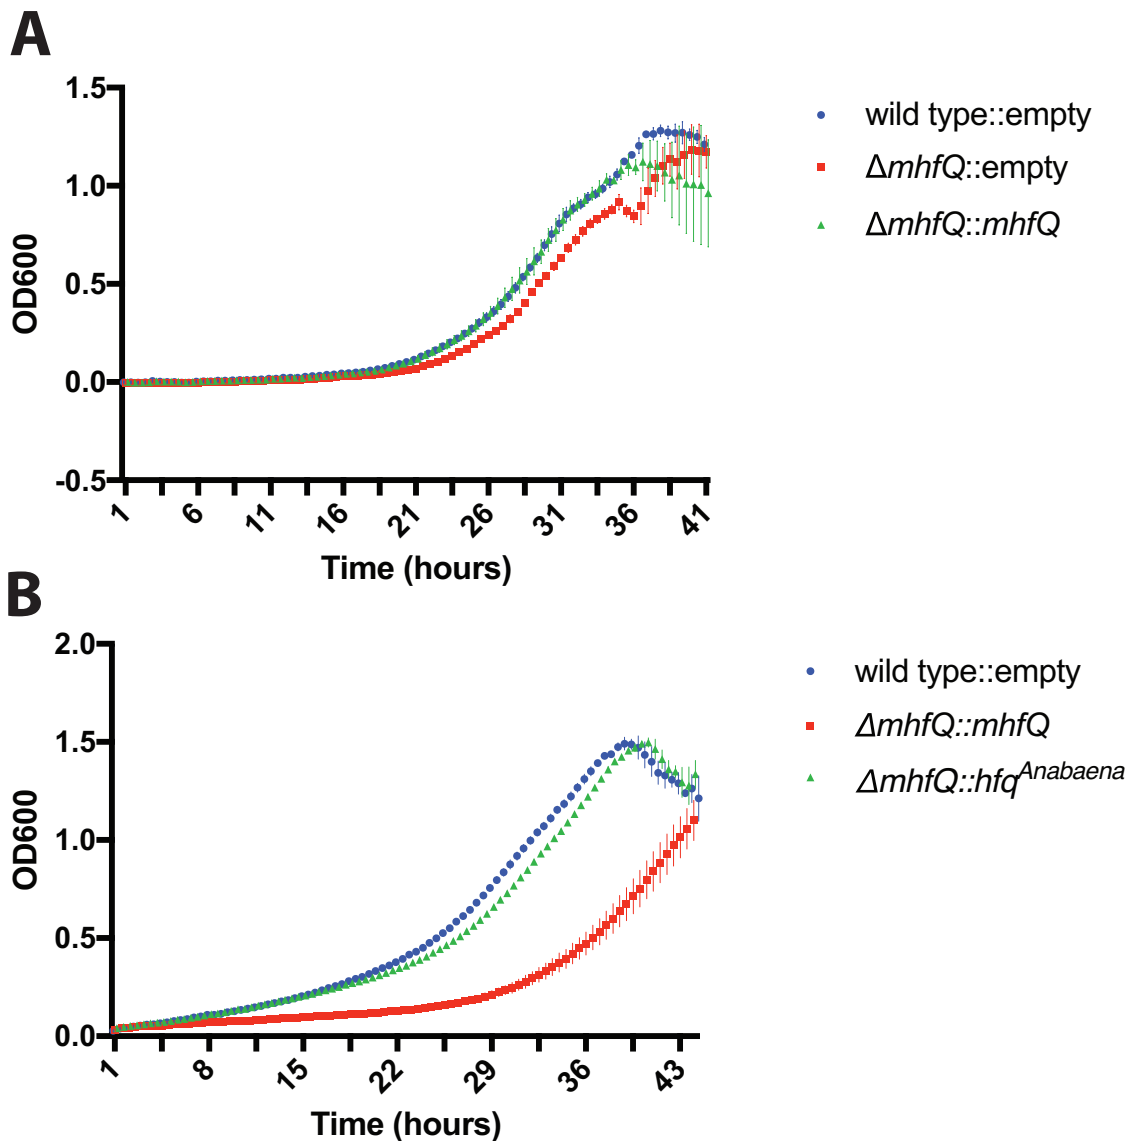 A
1.5
1.0
0.5
0.0
-0.5
OD600
1 6 11 16 21 26 31 36 41
Time (hours)
wild type::empty
ΔmhfQ::empty
ΔmhfQ::mhfQ
B
2.0
1.5
1.0
0.5
0.0
OD600
1 8 15 22 29 36 43
Time (hours)
wild type::empty
ΔmhfQ::mhfQ
ΔmhfQ::hfq^Anabaena